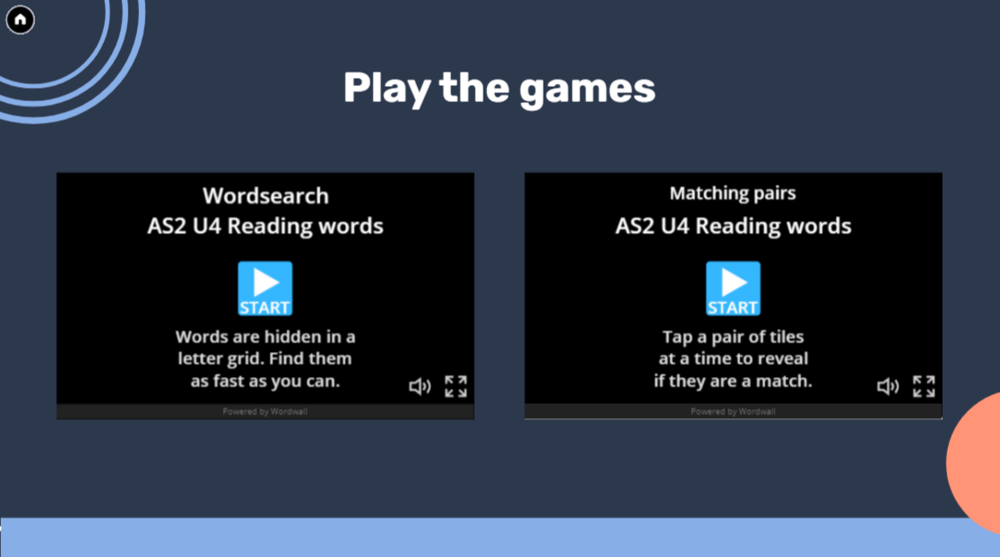 Play the games
Wordsearch
AS2 U4 Reading words
START
Words are hidden in a
letter grid. Find them
as fast as you can.
Powered by Wordwall
Matching pairs
AS2 U4 Reading words
START
Tap a pair of tiles
at a time to reveal
if they are a match.
Powered by Wordwall